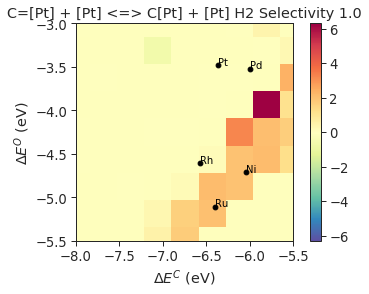 C=[Pt] + [Pt] <=> C[Pt] + [Pt] H2 Selectivity 1.0
−3.0
−3.5
−4.0
−4.5
−5.0
−5.5
ΔE^O (eV)
Pt
Pd
Rh
Ni
Ru
−8.0 −7.5 −7.0 −6.5 −6.0 −5.5
ΔE^C (eV)
6
4
2
0
−2
−4
−6